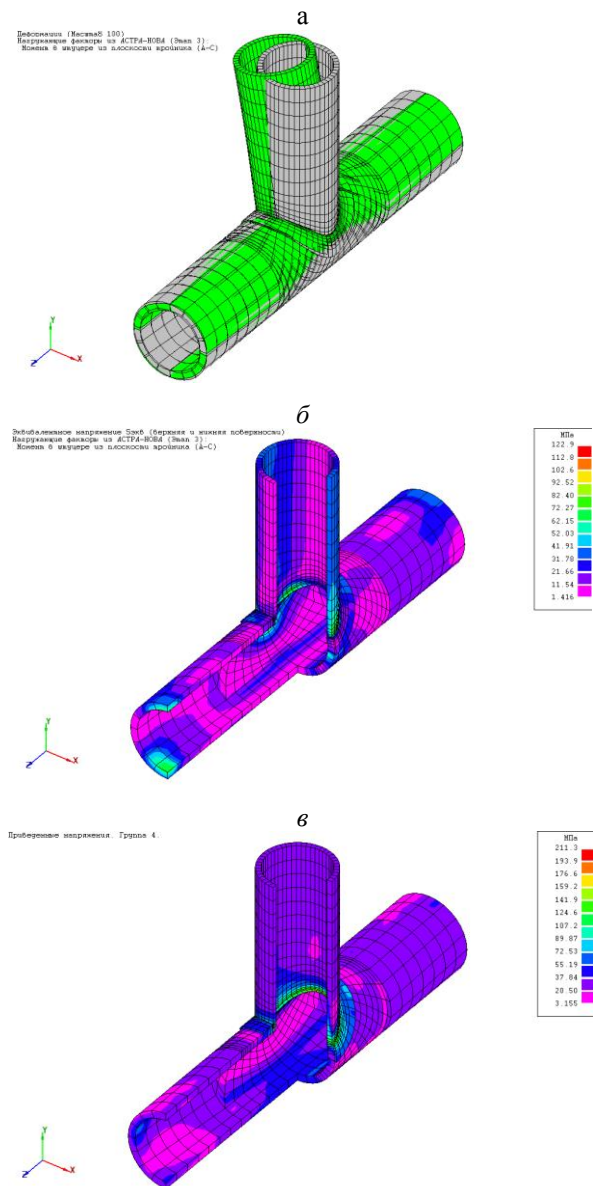 а
Деформации (Масштаб 100)
Нагружающие факторы из АСТРА-НОВА (Этап 3):
Момент в штуцере из плоскости тройника (A-C)
Y
X
Z
б
Эквивалентное напряжение Sэкв (верхняя и нижняя поверхности)
Нагружающие факторы из АСТРА-НОВА (Этап 3):
Момент в штуцере из плоскости тройника (A-C)
МПа
122.9
112.8
102.6
92.52
82.40
72.27
62.15
52.03
41.91
31.78
21.66
11.54
1.416
Y
X
Z
в
Приведенные напряжения. Группа 4.
МПа
211.3
193.9
176.6
159.2
141.9
124.6
107.2
89.87
72.53
55.19
37.84
20.50
3.155
Y
X
Z